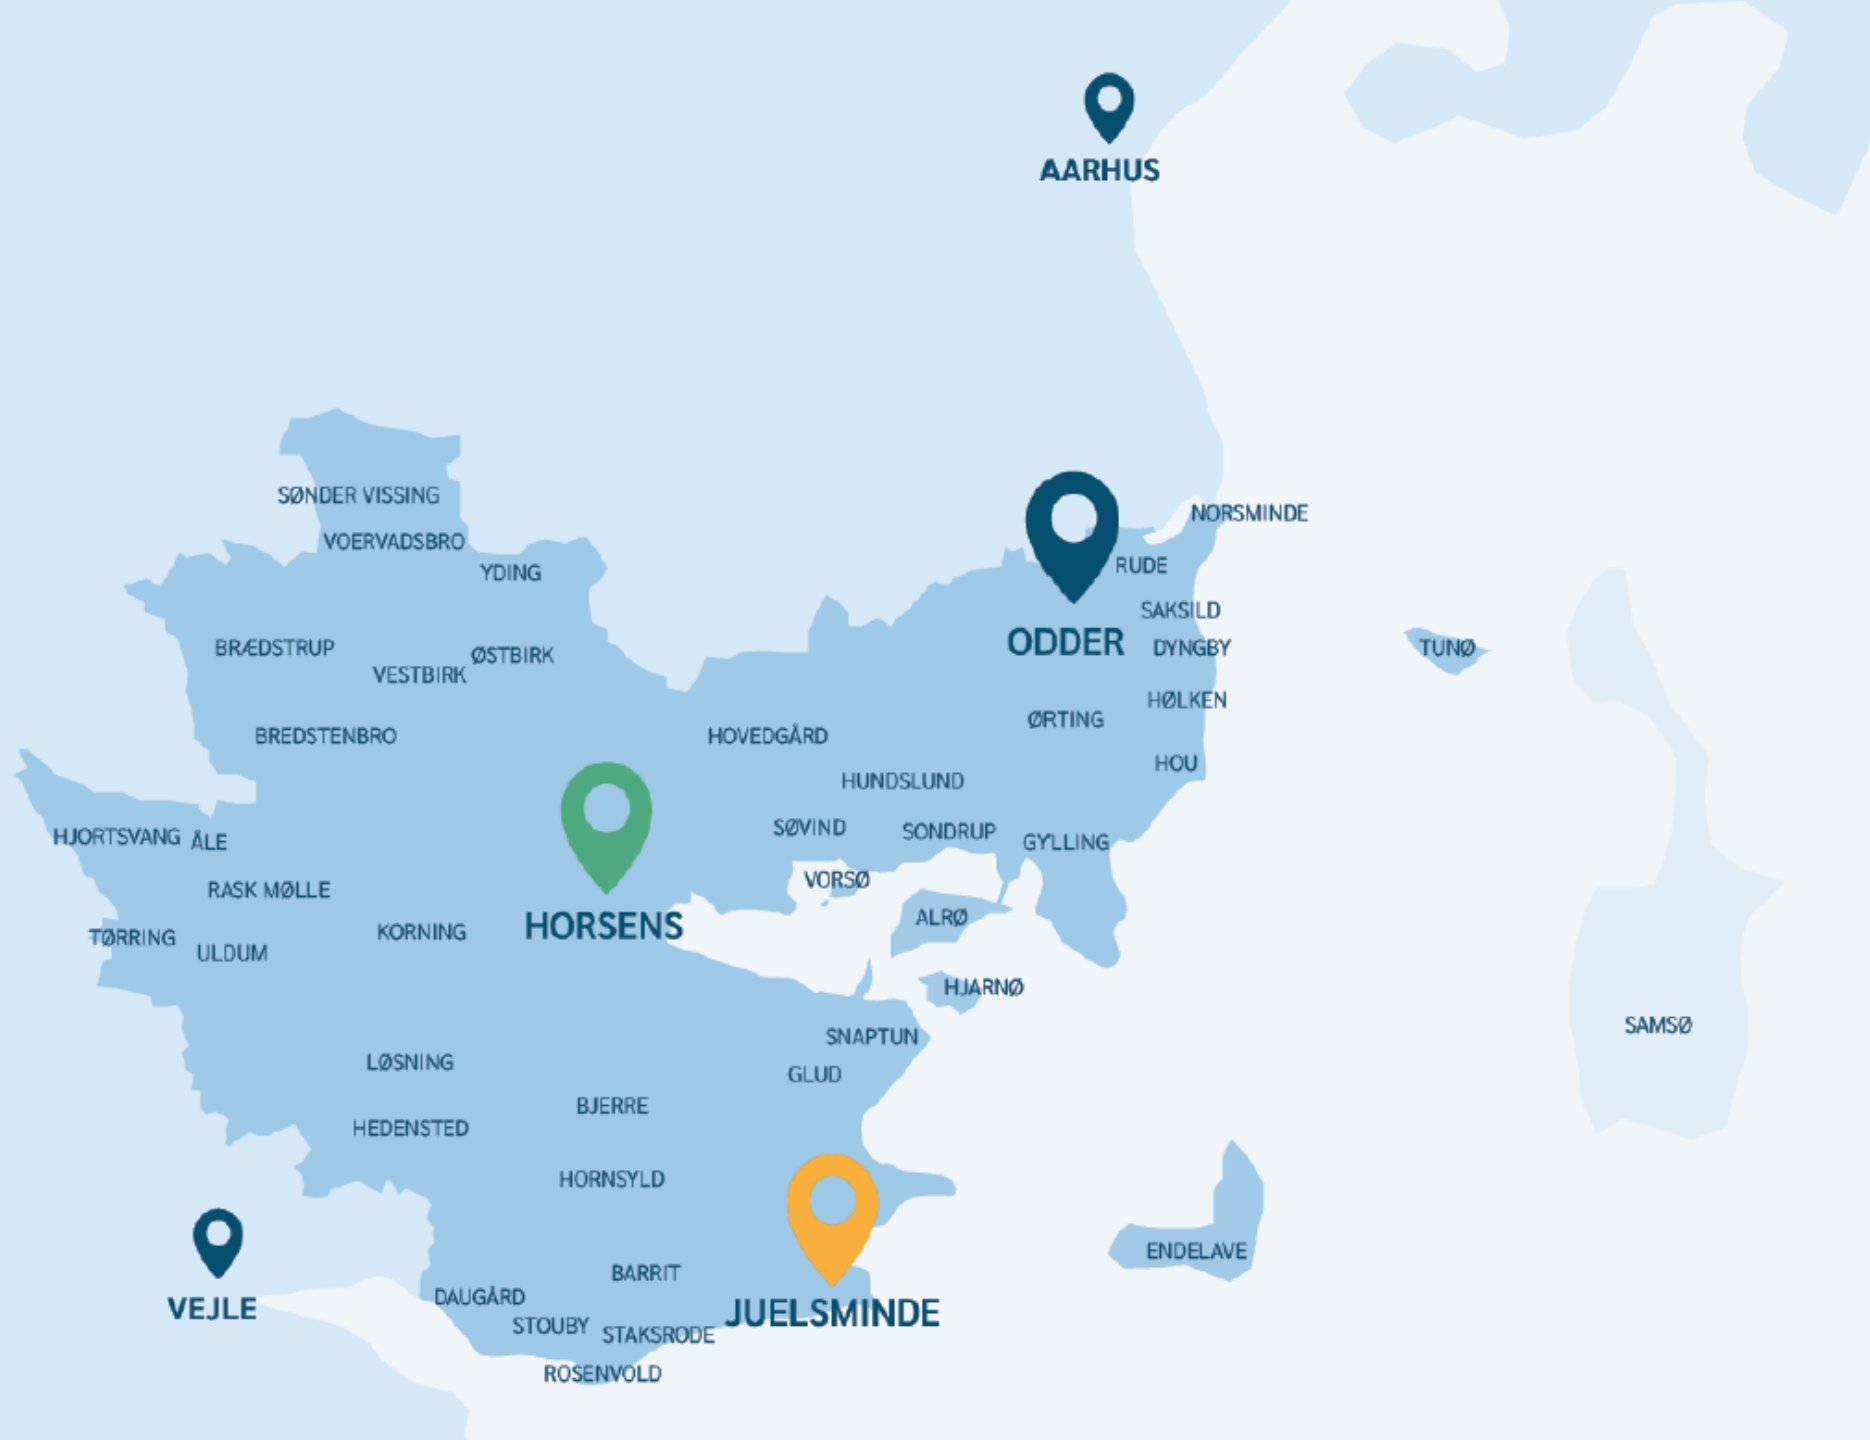 AARHUS
SØNDER VISSING
NORSMINDE
VOERVADSBRO
RUDE
YDING
SAKSILD
ODDER
BRÆDSTRUP
DYNGBY
TUNØ
ØSTBIRK
VESTBIRK
HØLKEN
ØRTING
BREDSTENBRO
HOVEDGÅRD
HOU
HUNDSLUND
SØVIND
SONDRUP
HJORTSVANG
ÅLE
GYLLING
VORSØ
RASK MØLLE
ALRØ
HORSENS
KORNING
TØRRING
ULDUM
HJARNØ
SAMSØ
SNAPTUN
LØSNING
GLUD
BJERRE
HEDENSTED
HORNSYLD
ENDELAVE
BARRIT
DAUGÅRD
VEJLE
JUELSMINDE
STOUBY
STAKSRODE
ROSENVOLD